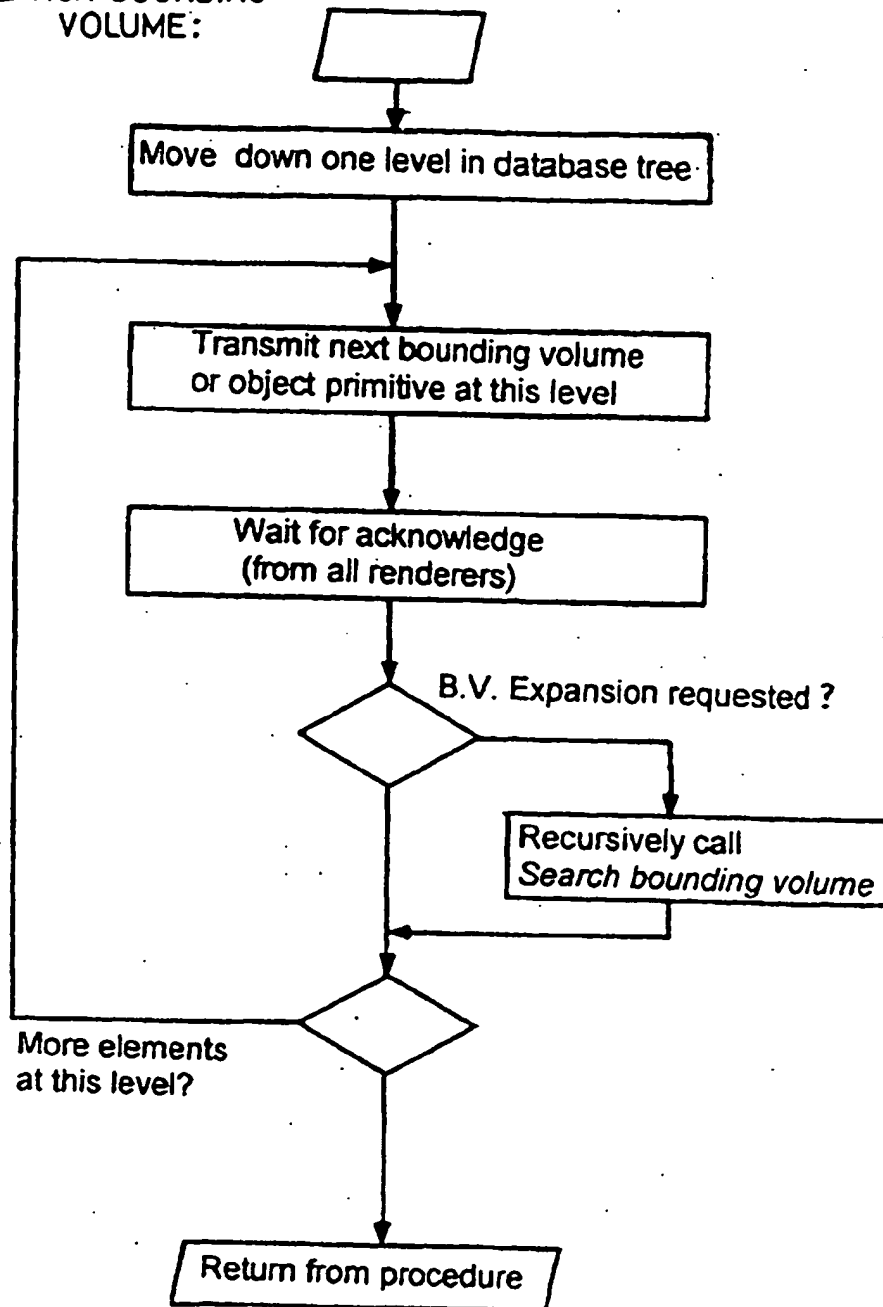 VOLUME:
Move down one level in database tree
Transmit next bounding volume
or object primitive at this level
Wait for acknowledge
(from all renderers)
B.V. Expansion requested ?
Recursively call
Search bounding volume
More elements
at this level?
Return from procedure